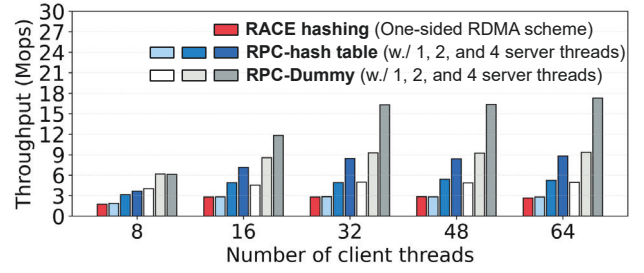 30
27
24
21
18
15
12
9
6
3
0
Throughput (Mops)
RACE hashing (One-sided RDMA scheme)
RPC-hash table (w./ 1, 2, and 4 server threads)
RPC-Dummy (w./ 1, 2, and 4 server threads)
8 16 32 48 64
Number of client threads